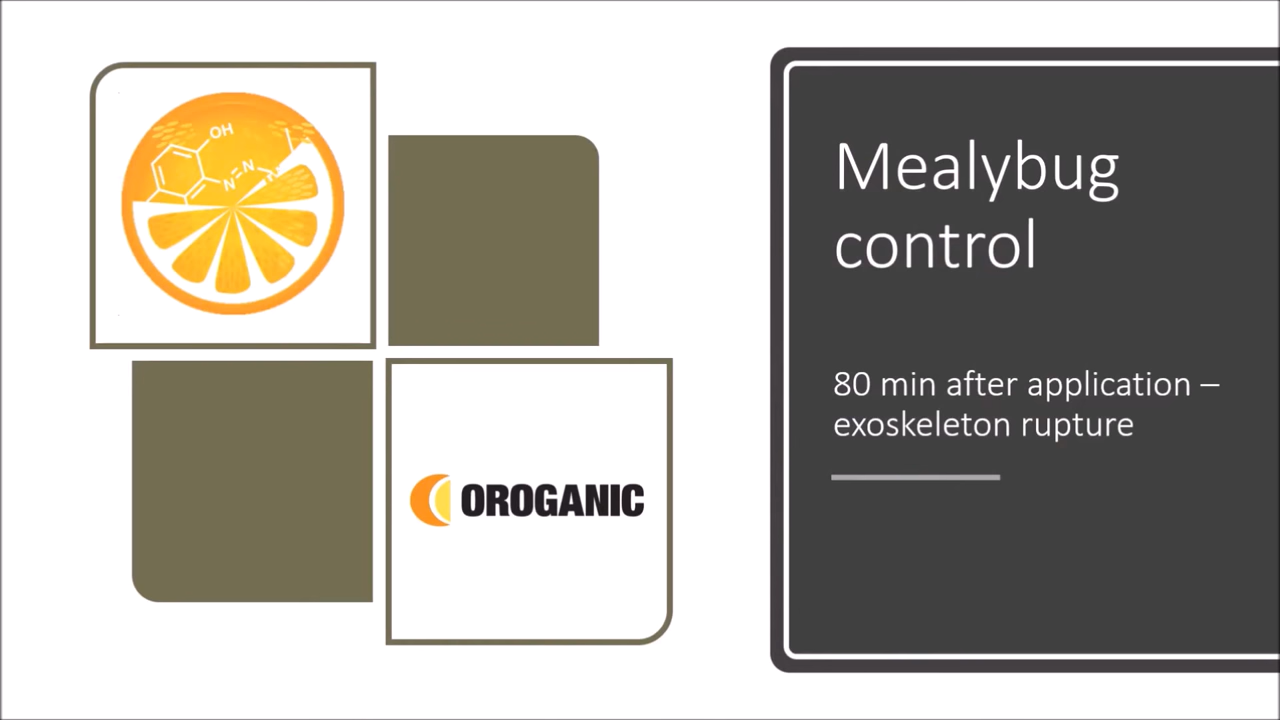 OH
N
N
N
OROGANIC
Mealybug
control
80 min after application –
exoskeleton rupture